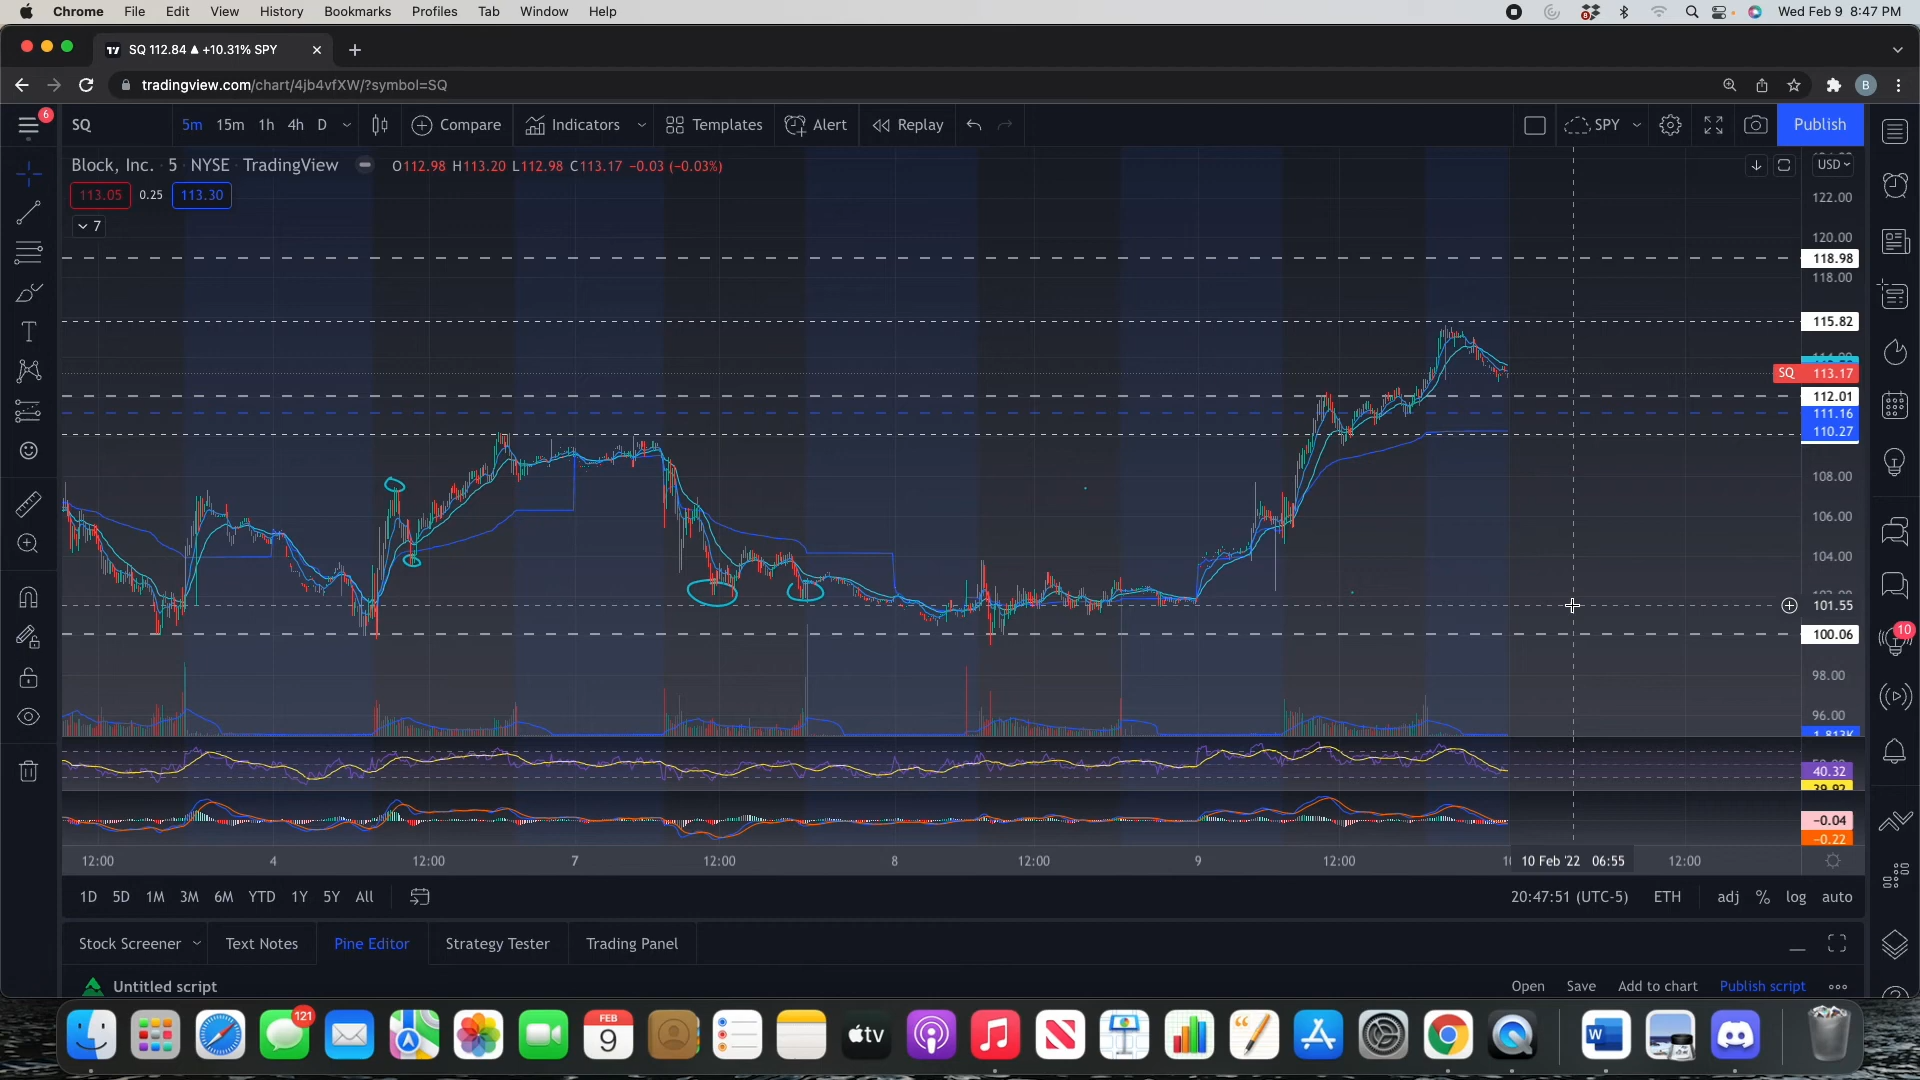 Chrome File Edit View History Bookmarks Profiles Tab Window Help
8
Wed Feb 9 8:47 PM
SQ 112.84 ▲ +10.31% SPY
tradingview.com/chart/4jb4vfXW/?symbol=SQ
B
6
SQ 5m 15m 1h 4h D Compare Indicators Templates Alert Replay SPY Publish
Block, Inc. · 5 · NYSE · TradingView O112.98 H113.20 L112.98 C113.17 −0.03 (−0.03%)
USD
113.05 0.25 113.30
7
122.00
120.00
118.98
118.00
115.82
SQ 113.17
112.01
111.16
110.27
108.00
106.00
104.00
101.55
100.06
98.00
96.00
10
40.32
−0.04
−0.22
12:00 4 12:00 7 12:00 8 12:00 9 12:00 10 Feb '22 06:55 12:00
1D 5D 1M 3M 6M YTD 1Y 5Y All
20:47:51 (UTC-5) ETH adj % log auto
Stock Screener Text Notes Pine Editor Strategy Tester Trading Panel
Untitled script
Open Save Add to chart Publish script
121
FEB
9
tv
W